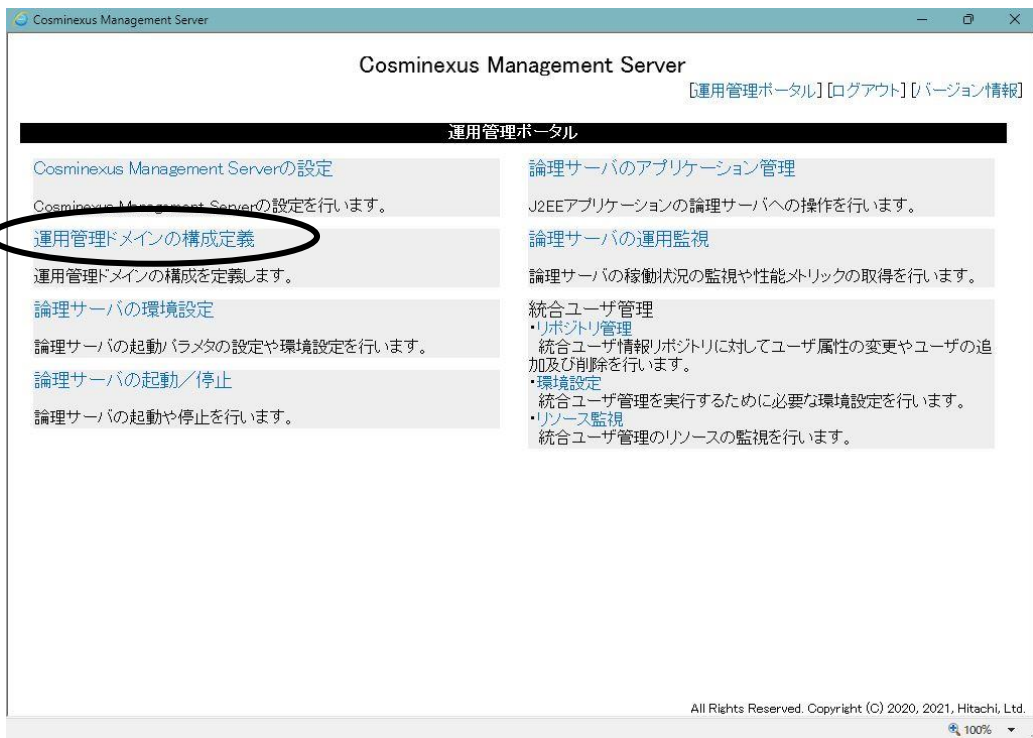 Cosminexus Management Server
Cosminexus Management Server
[運用管理ポータル] [ログアウト] [バージョン情報]
運用管理ポータル
Cosminexus Management Serverの設定
Cosminexus Management Serverの設定を行います。
運用管理ドメインの構成定義
運用管理ドメインの構成を定義します。
論理サーバの環境設定
論理サーバの起動パラメタの設定や環境設定を行います。
論理サーバの起動／停止
論理サーバの起動や停止を行います。
論理サーバのアプリケーション管理
J2EEアプリケーションの論理サーバへの操作を行います。
論理サーバの運用監視
論理サーバの稼働状況の監視や性能メトリックの取得を行います。
統合ユーザ管理
・リポジトリ管理
統合ユーザ情報リポジトリに対してユーザ属性の変更やユーザの追
加及び削除を行います。
・環境設定
統合ユーザ管理を実行するために必要な環境設定を行います。
・リソース監視
統合ユーザ管理のリソースの監視を行います。
All Rights Reserved. Copyright (C) 2020, 2021, Hitachi, Ltd.
100%